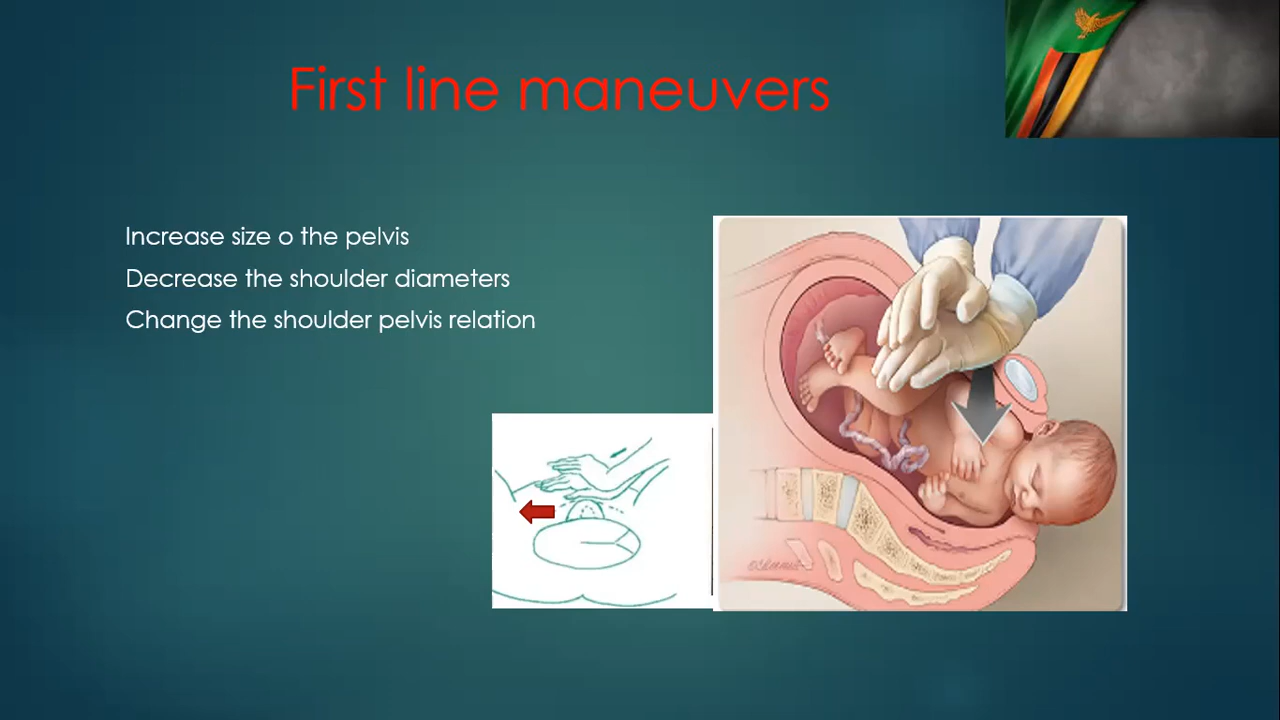 First line maneuvers
Increase size o the pelvis
Decrease the shoulder diameters
Change the shoulder pelvis relation